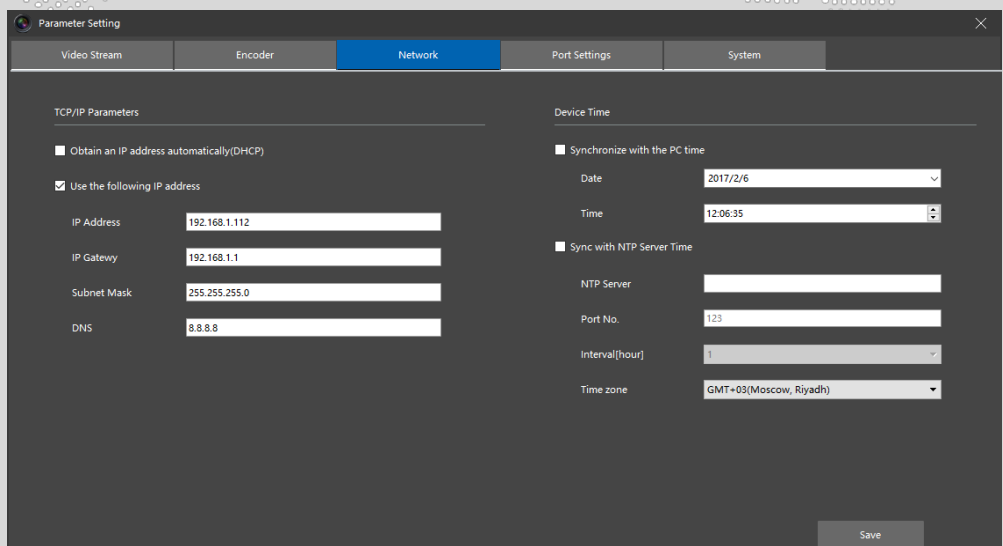 Parameter Setting
Video Stream
Encoder
Network
Port Settings
System
TCP/IP Parameters
Obtain an IP address automatically(DHCP)
Use the following IP address
IP Address 192.168.1.112
IP Gatewy 192.168.1.1
Subnet Mask 255.255.255.0
DNS 8.8.8.8
Device Time
Synchronize with the PC time
Date 2017/2/6
Time 12:06:35
Sync with NTP Server Time
NTP Server
Port No. 123
Interval[hour] 1
Time zone GMT+03(Moscow, Riyadh)
Save